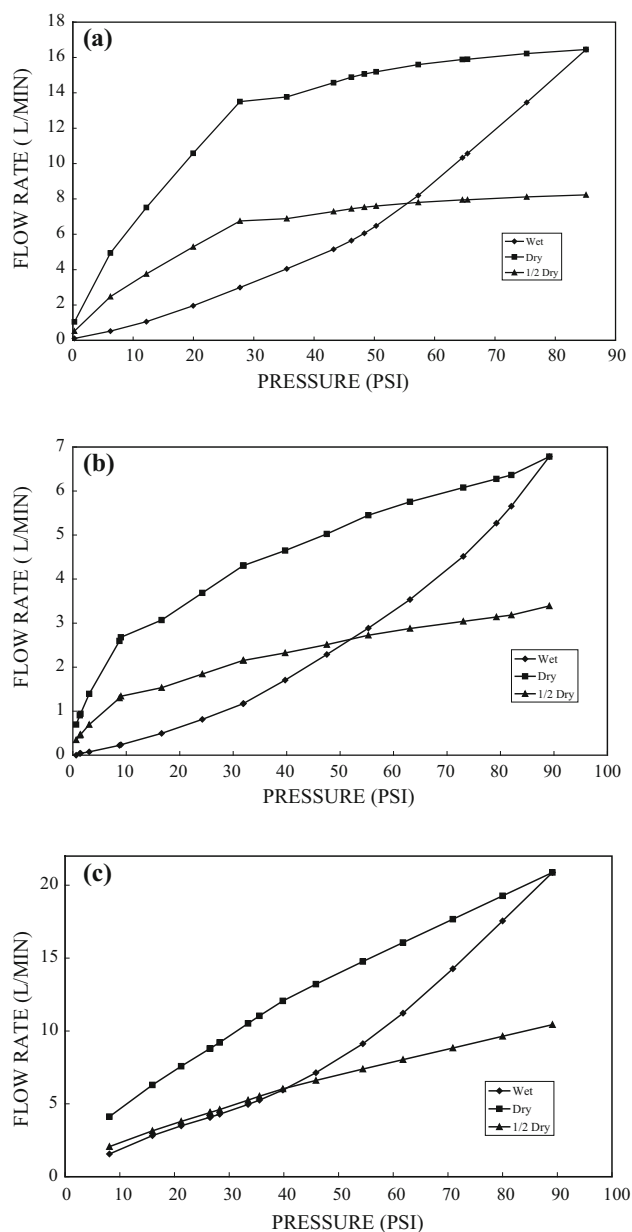 (a)
FLOW RATE ( L/MIN)
18
16
14
12
10
8
6
4
2
0
0 10 20 30 40 50 60 70 80 90
PRESSURE (PSI)
Wet
Dry
1/2 Dry
(b)
FLOW RATE ( L/MIN)
7
6
5
4
3
2
1
0
0 10 20 30 40 50 60 70 80 90 100
PRESSURE (PSI)
Wet
Dry
1/2 Dry
(c)
FLOW RATE (L/MIN)
20
15
10
5
0
0 10 20 30 40 50 60 70 80 90 100
PRESSURE (PSI)
Wet
Dry
1/2 Dry